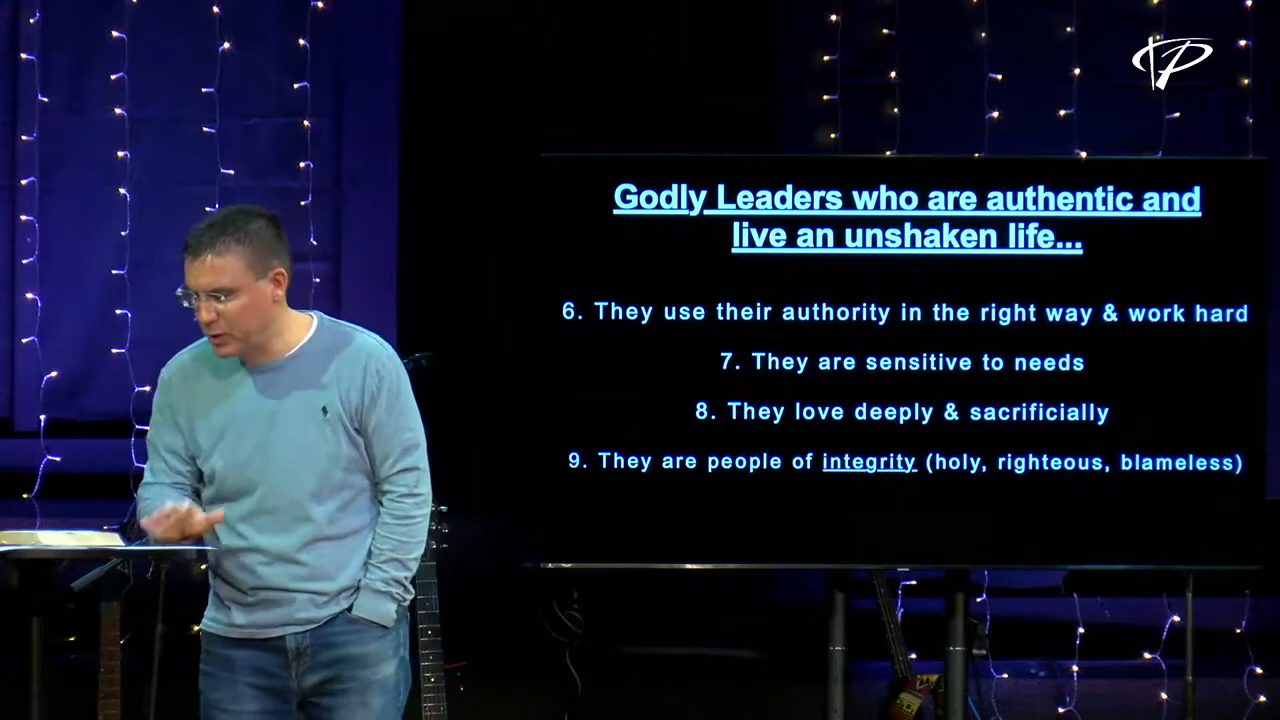 TP
Godly Leaders who are authentic and
live an unshaken life...
6. They use their authority in the right way & work hard
7. They are sensitive to needs
8. They love deeply & sacrificially
9. They are people of integrity (holy, righteous, blameless)